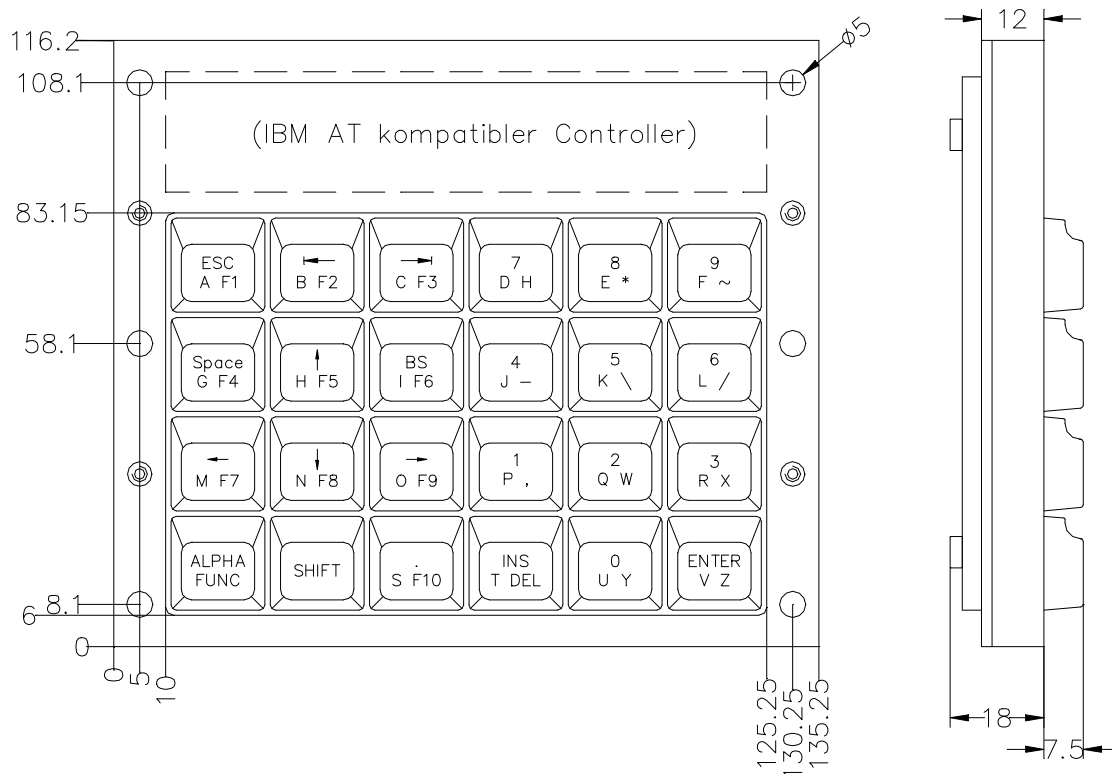 12
116.2
ø5
108.1
(IBM AT kompatibler Controller)
83.15
ESC
A F1
B F2
C F3
7
D H
8
E *
9
F ~
58.1
Space
G F4
H F5
BS
I F6
4
J –
5
K \
6
L /
M F7
N F8
O F9
1
P ,
2
Q W
3
R X
ALPHA
FUNC
SHIFT
.
S F10
INS
T DEL
0
U Y
ENTER
V Z
8.1
6
0
0
5
10
125.25
130.25
135.25
18
7.5